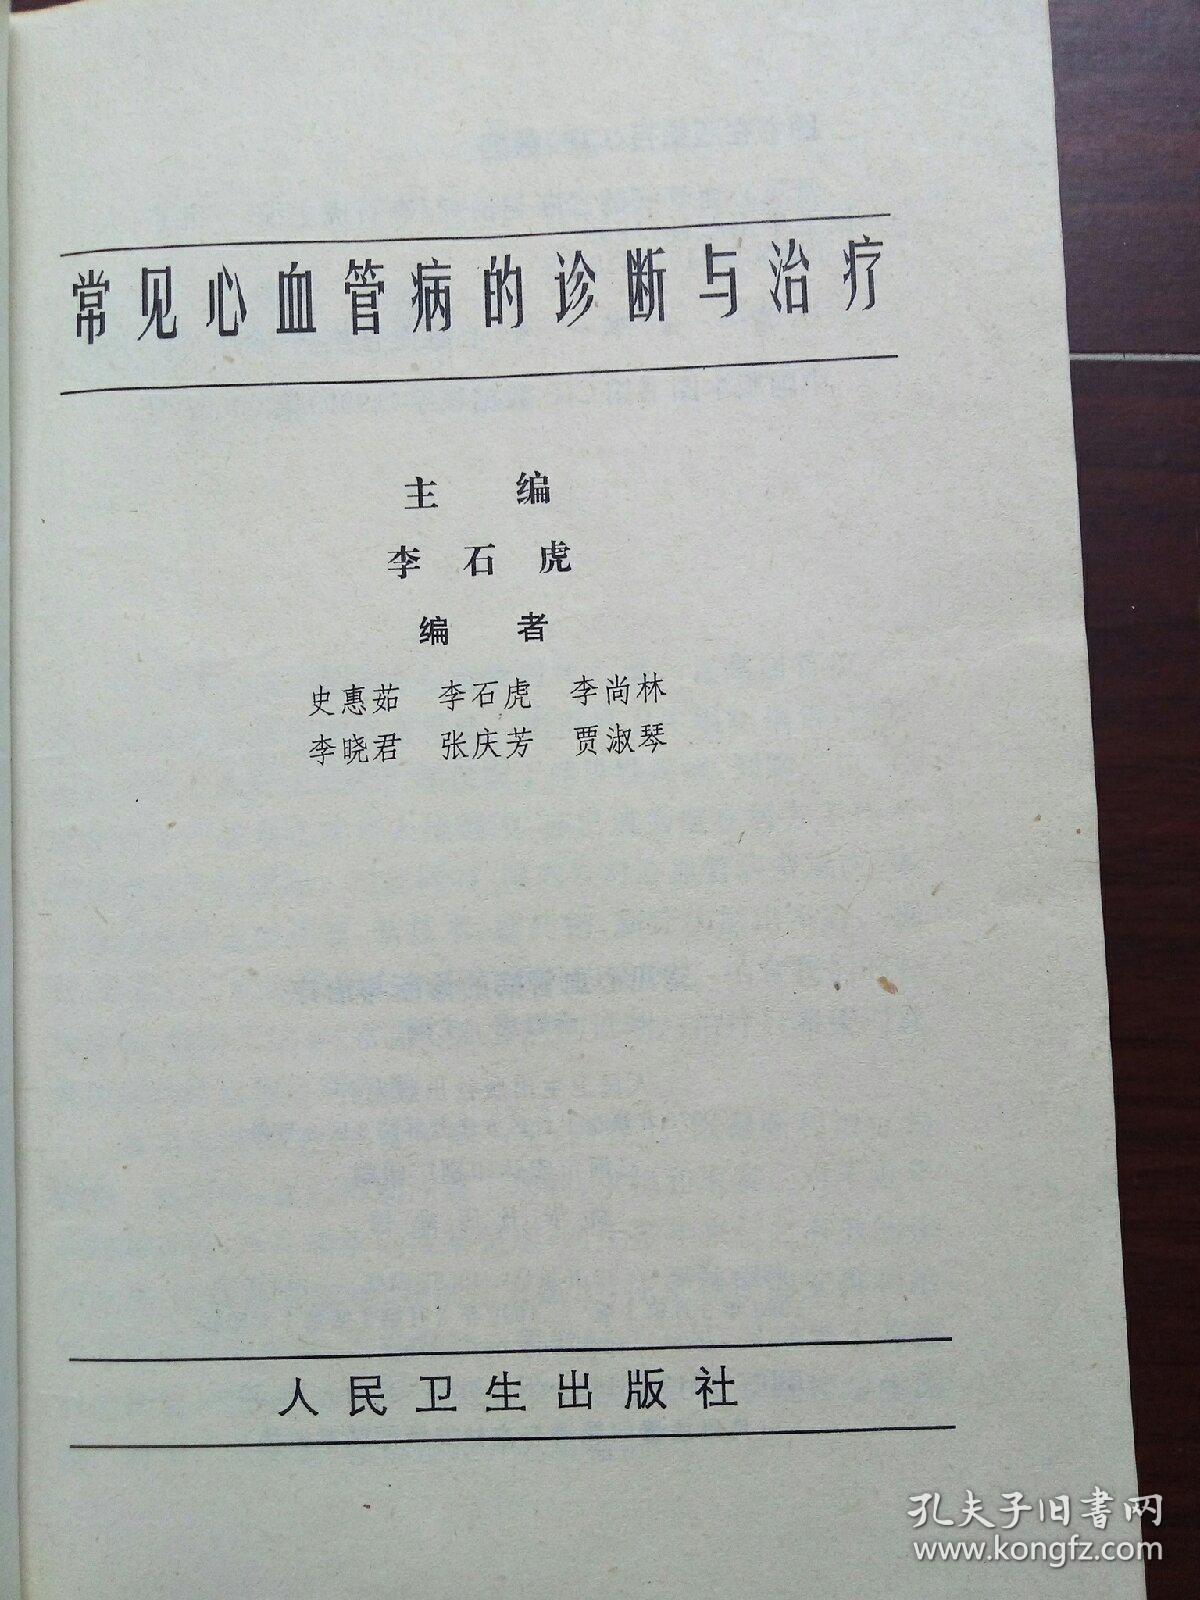 常见心血管病的诊断与治疗
主编
李石虎
编者
史惠茹 李石虎 李尚林
李晓君 张庆芳 贾淑琴
人民卫生出版社
孔夫子旧书网
www.kongfz.com